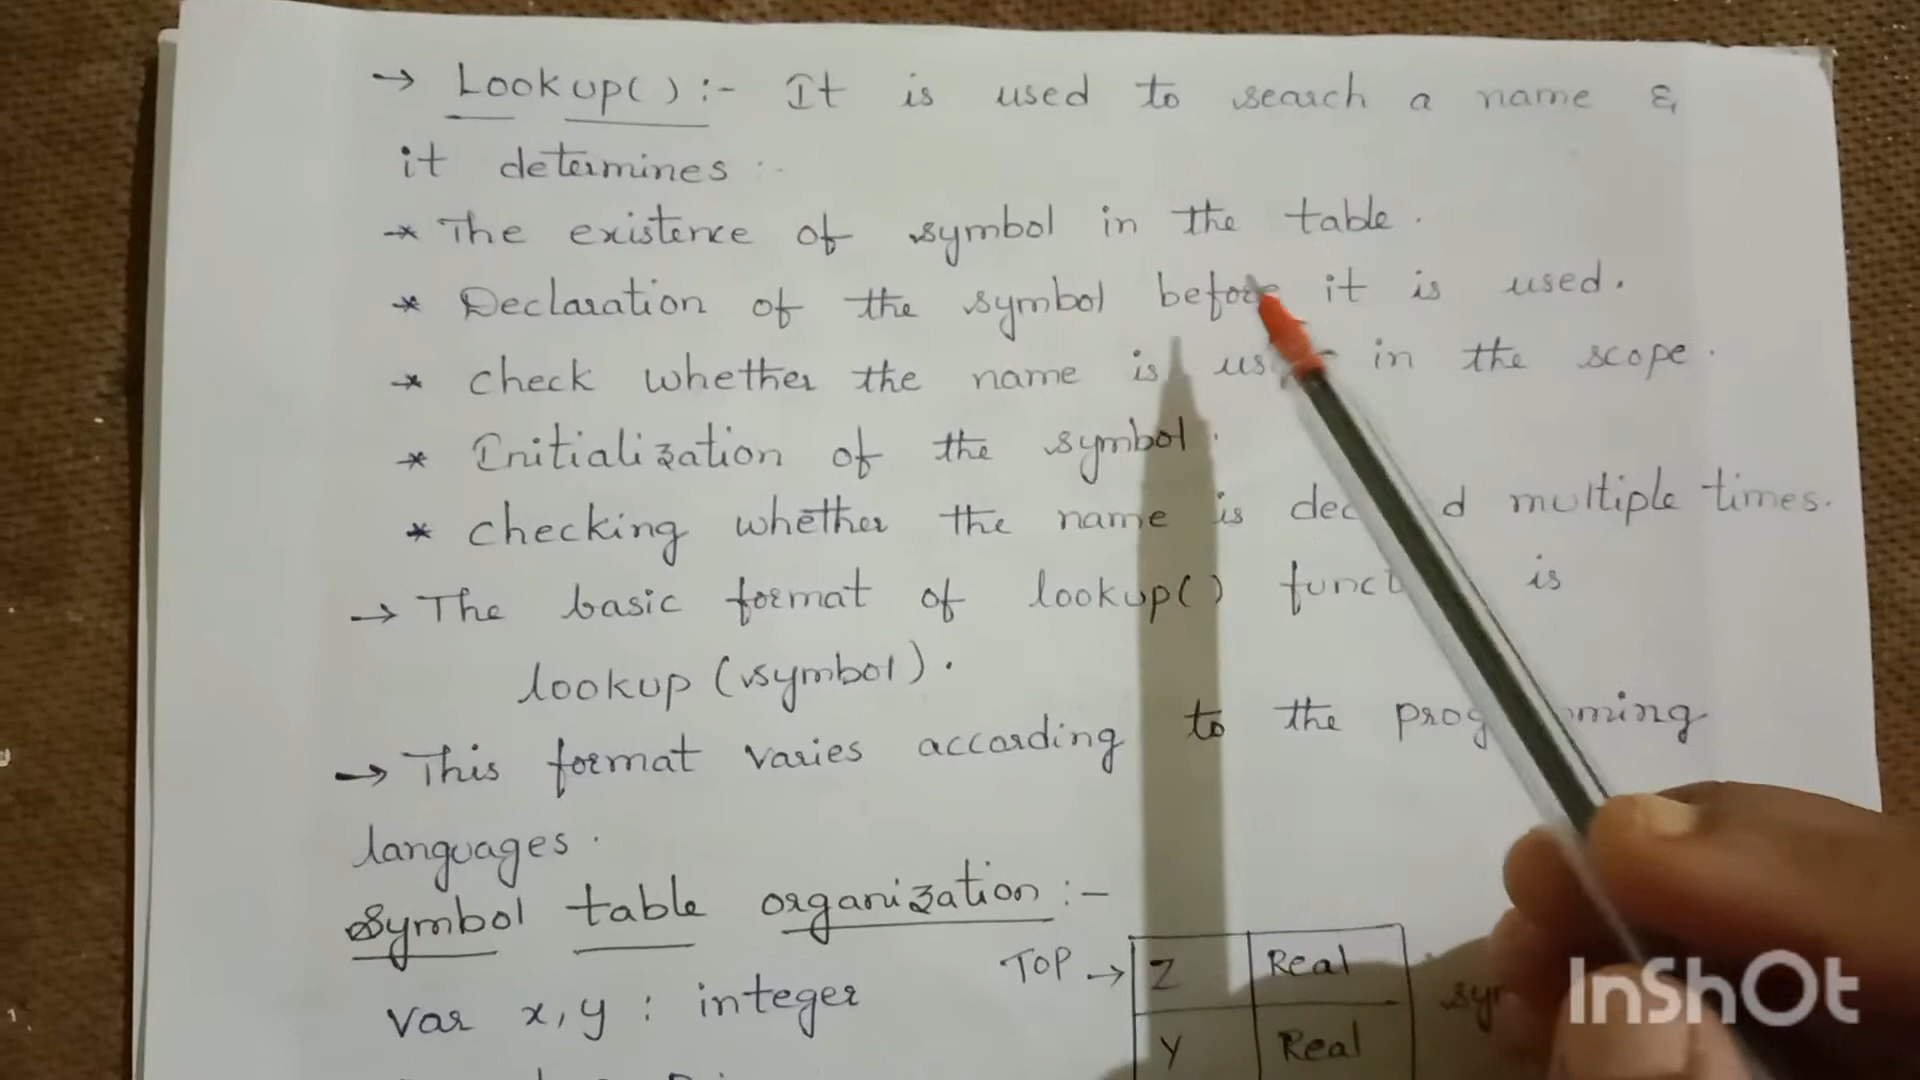 → Lookup() :- It is used to search a name &
it determines :-
* The existence of symbol in the table.
* Declaration of the symbol before it is used.
* check whether the name is in the scope.
* Initialization of the symbol.
* checking whether the name is multiple times.
→ The basic format of lookup() is
lookup (symbol).
→ This format varies according to the
languages.
Symbol table organization :-
TOP → Z Real
var x, y : integer
Y Real
InShOt